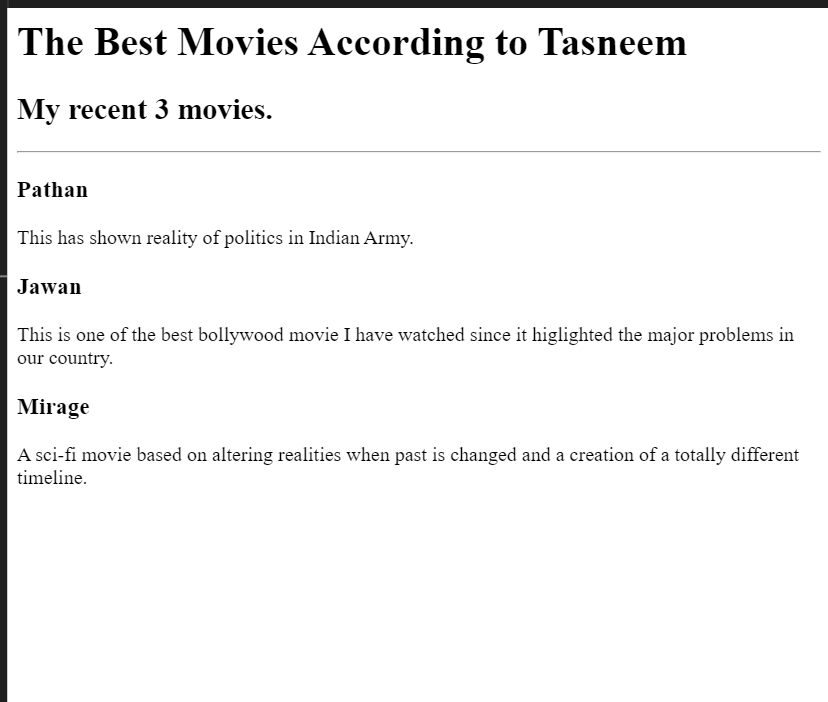 The Best Movies According to Tasneem
My recent 3 movies.
Pathan
This has shown reality of politics in Indian Army.
Jawan
This is one of the best bollywood movie I have watched since it higlighted the major problems in
our country.
Mirage
A sci-fi movie based on altering realities when past is changed and a creation of a totally different
timeline.